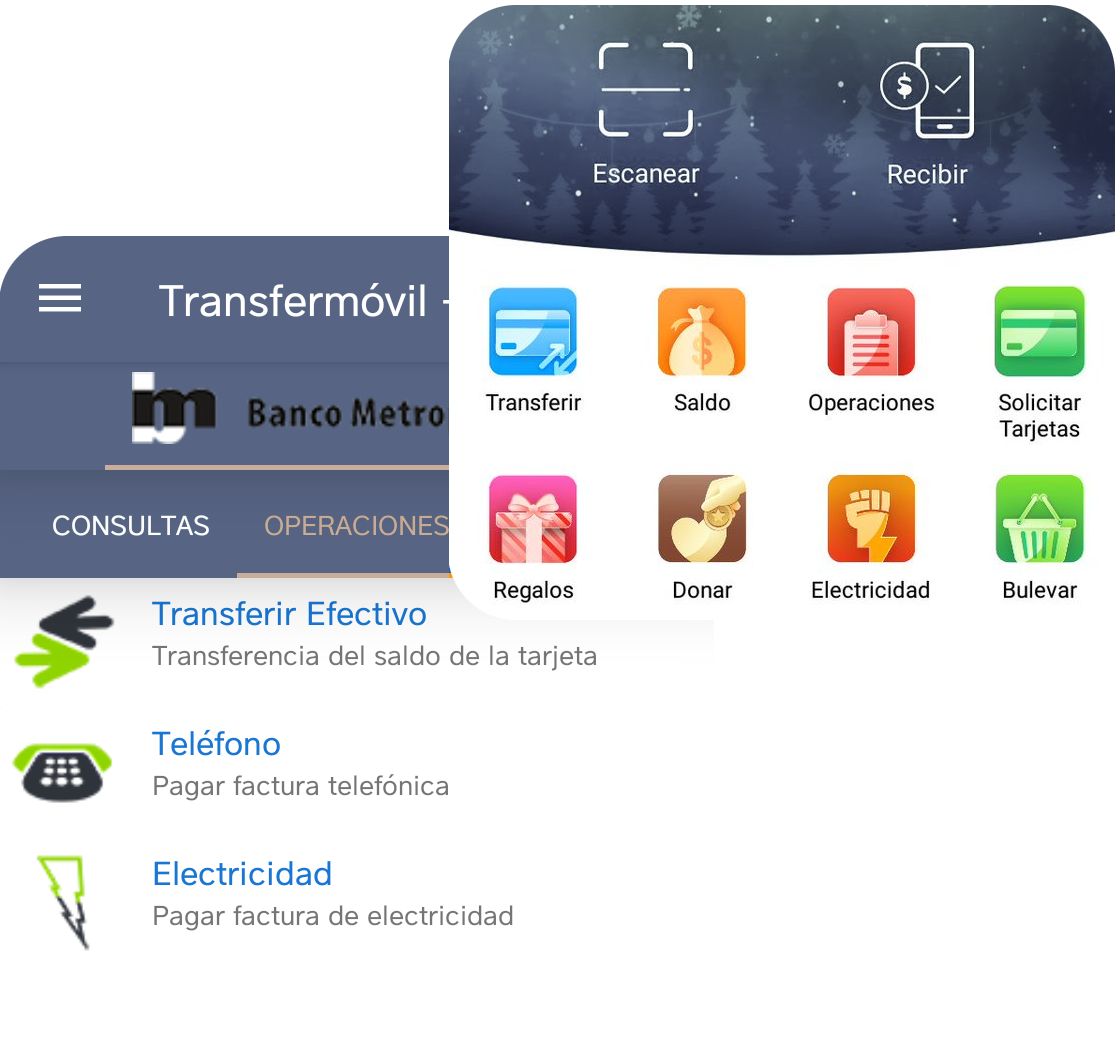 Escanear
Recibir
Transferir
Saldo
Operaciones
Solicitar
Tarjetas
Regalos
Donar
Electricidad
Bulevar
Transfermóvil -
Banco Metro
CONSULTAS
OPERACIONES
Transferir Efectivo
Transferencia del saldo de la tarjeta
Teléfono
Pagar factura telefónica
Electricidad
Pagar factura de electricidad